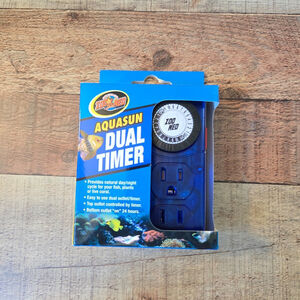 ZOO MED
AQUASUN
DUAL
TIMER
ZOO
MED
• Provides natural day/night
cycle for your fish, plants
or live coral.
• Easy to use dual outlet/timer.
• Top outlet controlled by timer.
• Bottom outlet "on" 24 hours.